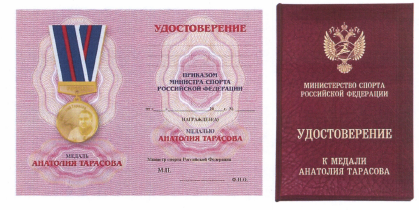 МЕДАЛЬ
АНАТОЛИЯ ТАРАСОВА
УДОСТОВЕРЕНИЕ
ПРИКАЗОМ
МИНИСТРА СПОРТА
РОССИЙСКОЙ ФЕДЕРАЦИИ
НАГРАЖДЕН(А)
МЕДАЛЬЮ
АНАТОЛИЯ ТАРАСОВА
Министр спорта Российской Федерации
М.П.
Ф.И.О.
МИНИСТЕРСТВО СПОРТА
РОССИЙСКОЙ ФЕДЕРАЦИИ
УДОСТОВЕРЕНИЕ
К МЕДАЛИ
АНАТОЛИЯ ТАРАСОВА